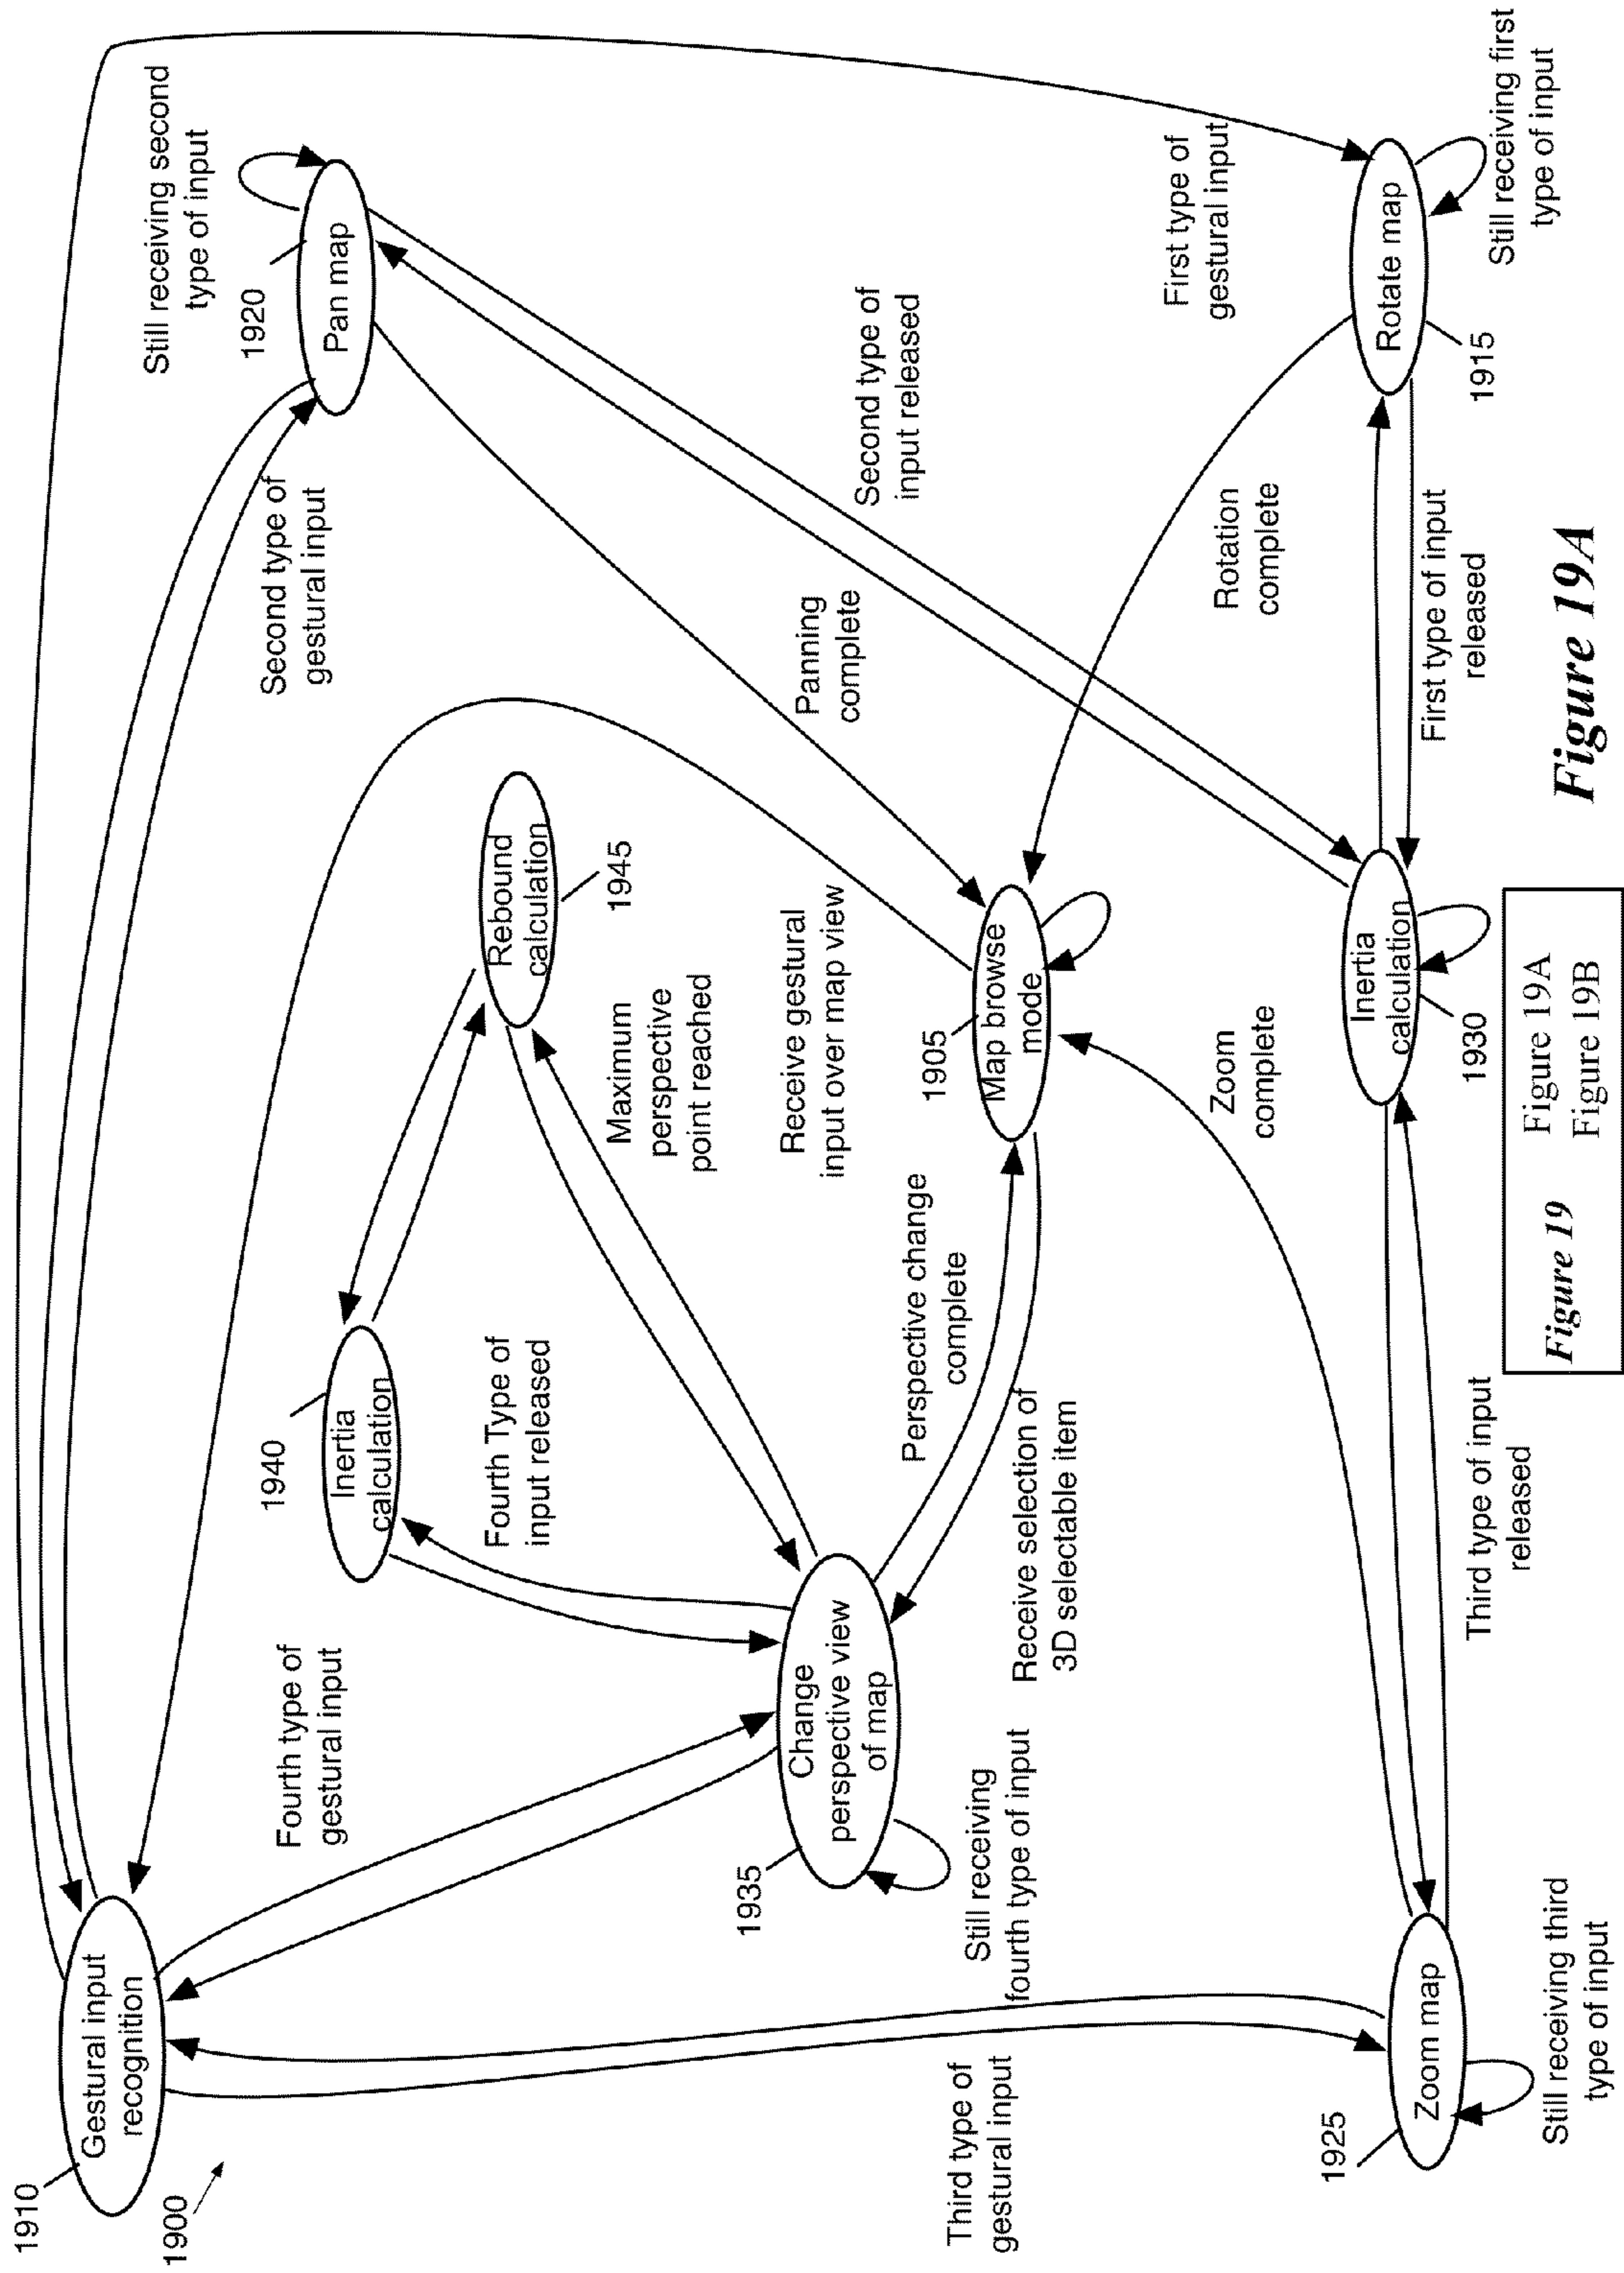 1910
Gestural input
recognition
1900
Fourth type of
gestural input
1940
Inertia
calculation
Fourth Type of
input released
Second type of
gestural input
Still receiving second
type of input
1920
Pan map
Rebound
calculation
1945
Maximum
perspective
point reached
1935
Change
perspective view
of map
Still receiving
fourth type of input
Receive gestural
input over map view
Panning
complete
Second type of
input released
Perspective change
complete
Receive selection of
3D selectable item
1905
Map browse
mode
Third type of
gestural input
Zoom
complete
Rotation
complete
First type of
gestural input
1925
Zoom map
Still receiving third
type of input
Third type of input
released
Inertia
calculation
1930
First type of input
released
Rotate map
1915
Still receiving first
type of input
Figure 19
Figure 19A
Figure 19B
Figure 19A